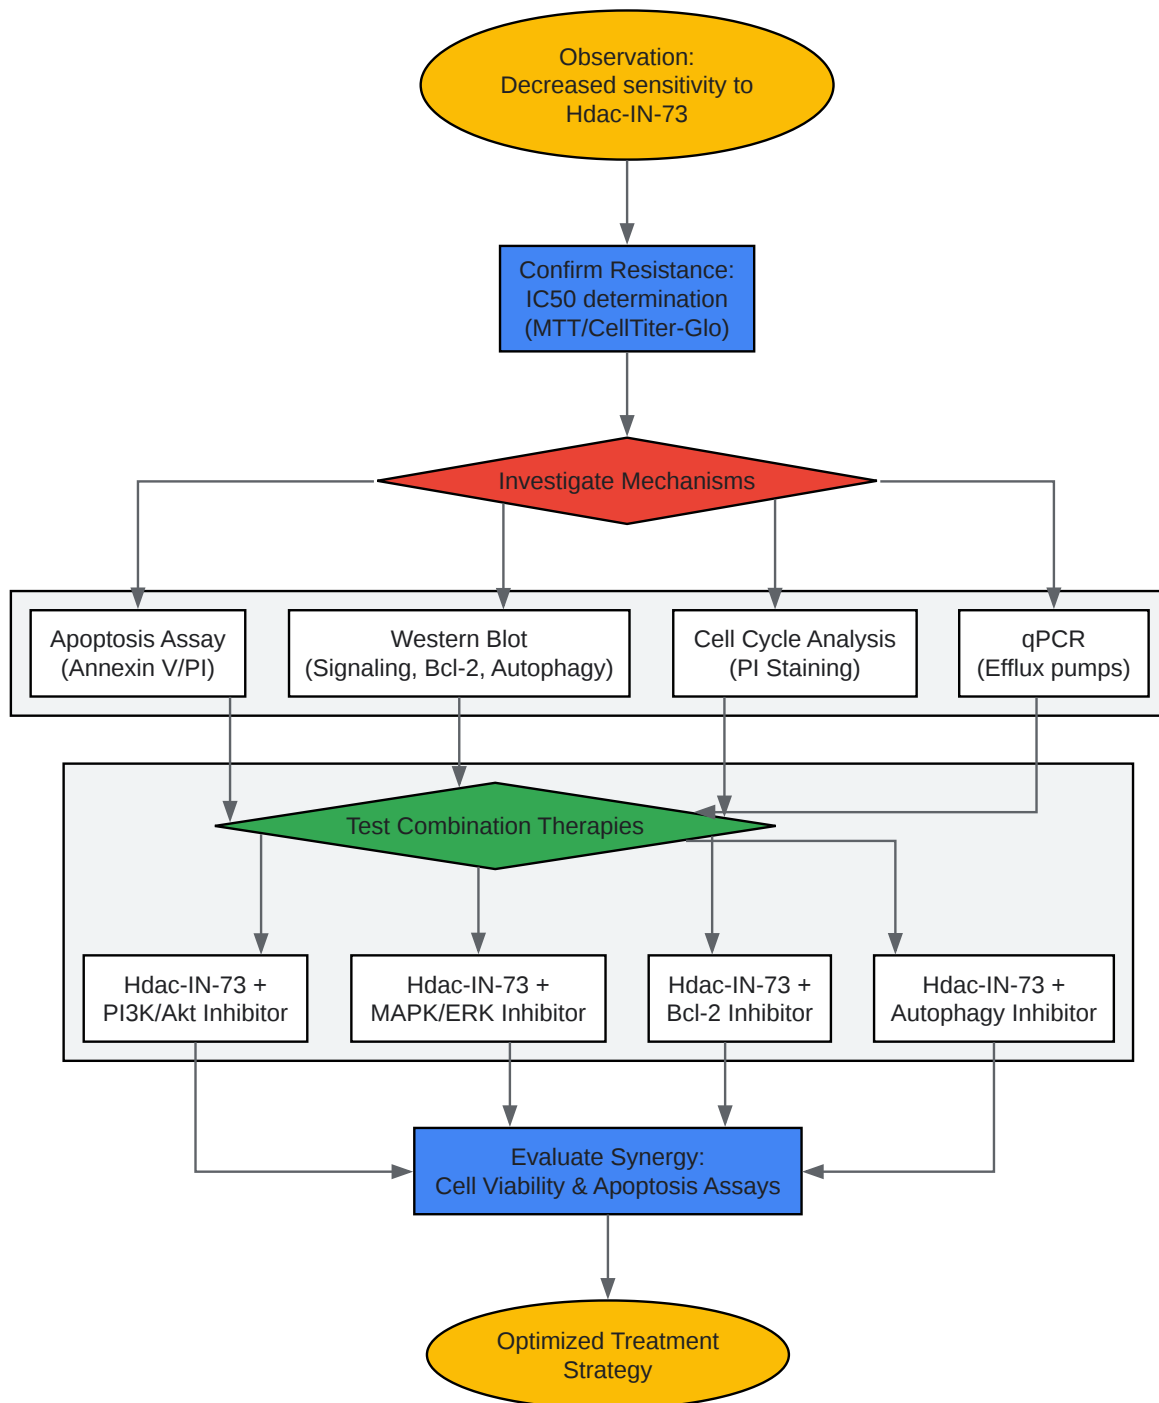 Observation:
Decreased sensitivity to
Hdac-IN-73
Confirm Resistance:
IC50 determination
(MTT/CellTiter-Glo)
Investigate Mechanisms
Apoptosis Assay
(Annexin V/PI)
Western Blot
(Signaling, Bcl-2, Autophagy)
Cell Cycle Analysis
(PI Staining)
qPCR
(Efflux pumps)
Test Combination Therapies
Hdac-IN-73 +
PI3K/Akt Inhibitor
Hdac-IN-73 +
MAPK/ERK Inhibitor
Hdac-IN-73 +
Bcl-2 Inhibitor
Hdac-IN-73 +
Autophagy Inhibitor
Evaluate Synergy:
Cell Viability & Apoptosis Assays
Optimized Treatment
Strategy